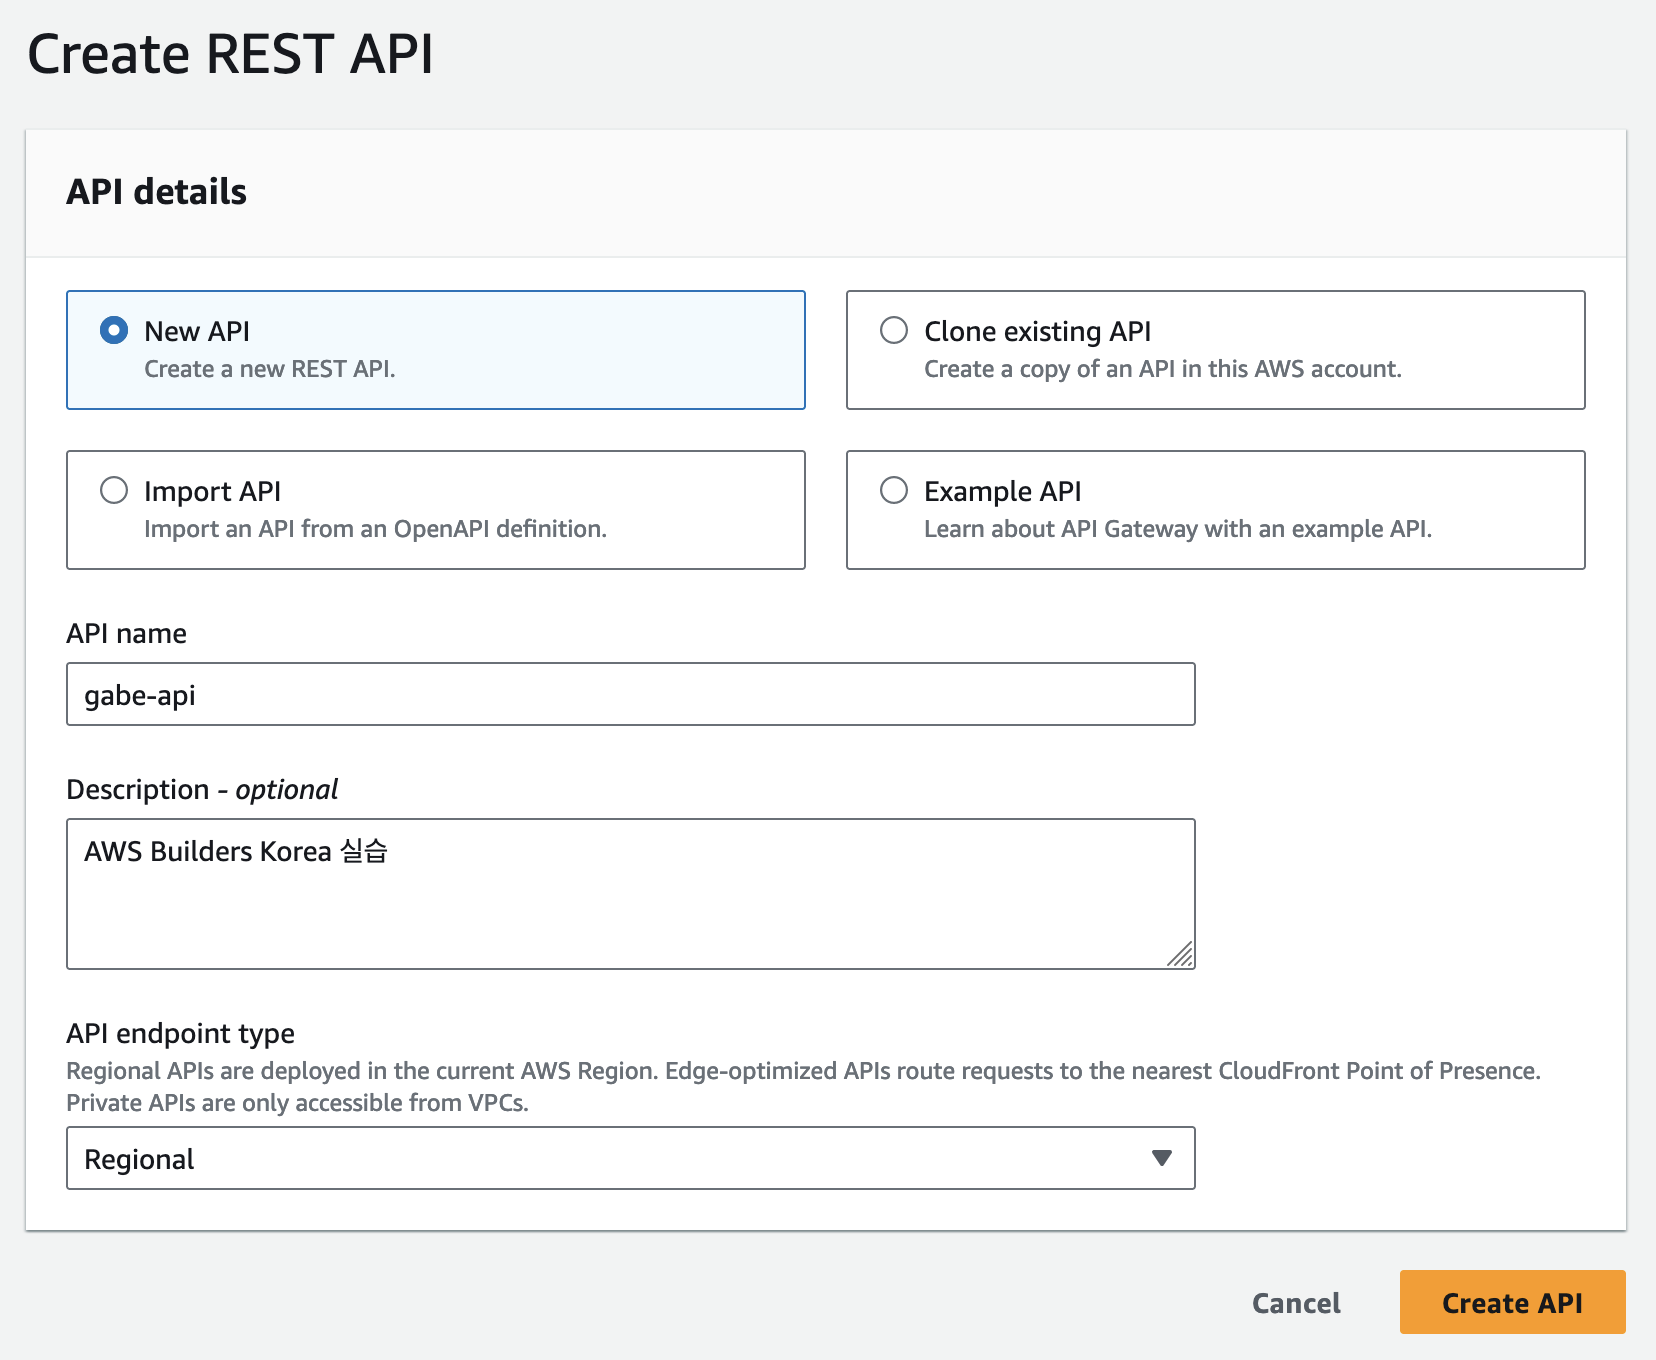 Create REST API
API details
New API
Create a new REST API.
Clone existing API
Create a copy of an API in this AWS account.
Import API
Import an API from an OpenAPI definition.
Example API
Learn about API Gateway with an example API.
API name
gabe-api
Description - optional
AWS Builders Korea 실습
API endpoint type
Regional APIs are deployed in the current AWS Region. Edge-optimized APIs route requests to the nearest CloudFront Point of Presence.
Private APIs are only accessible from VPCs.
Regional
Cancel
Create API